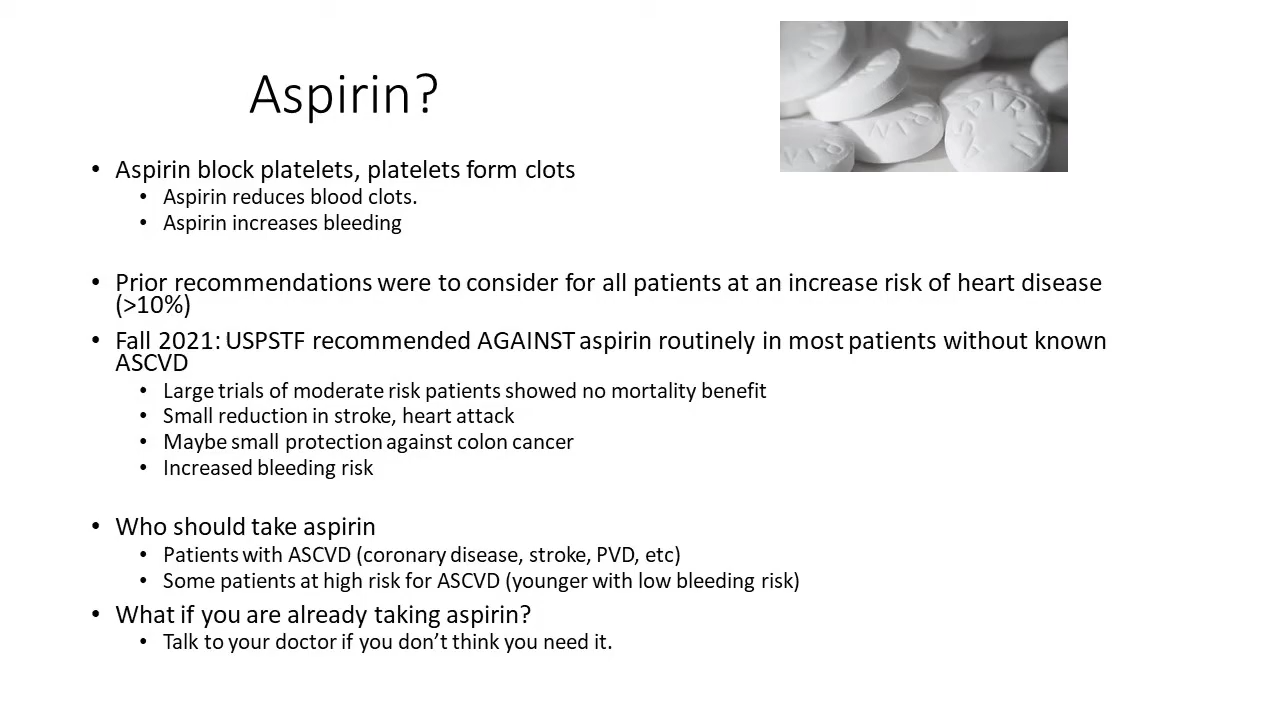 Aspirin?
• Aspirin block platelets, platelets form clots
• Aspirin reduces blood clots.
• Aspirin increases bleeding
• Prior recommendations were to consider for all patients at an increase risk of heart disease
(>10%)
• Fall 2021: USPSTF recommended AGAINST aspirin routinely in most patients without known
ASCVD
• Large trials of moderate risk patients showed no mortality benefit
• Small reduction in stroke, heart attack
• Maybe small protection against colon cancer
• Increased bleeding risk
• Who should take aspirin
• Patients with ASCVD (coronary disease, stroke, PVD, etc)
• Some patients at high risk for ASCVD (younger with low bleeding risk)
• What if you are already taking aspirin?
• Talk to your doctor if you don’t think you need it.
ASPIRIN